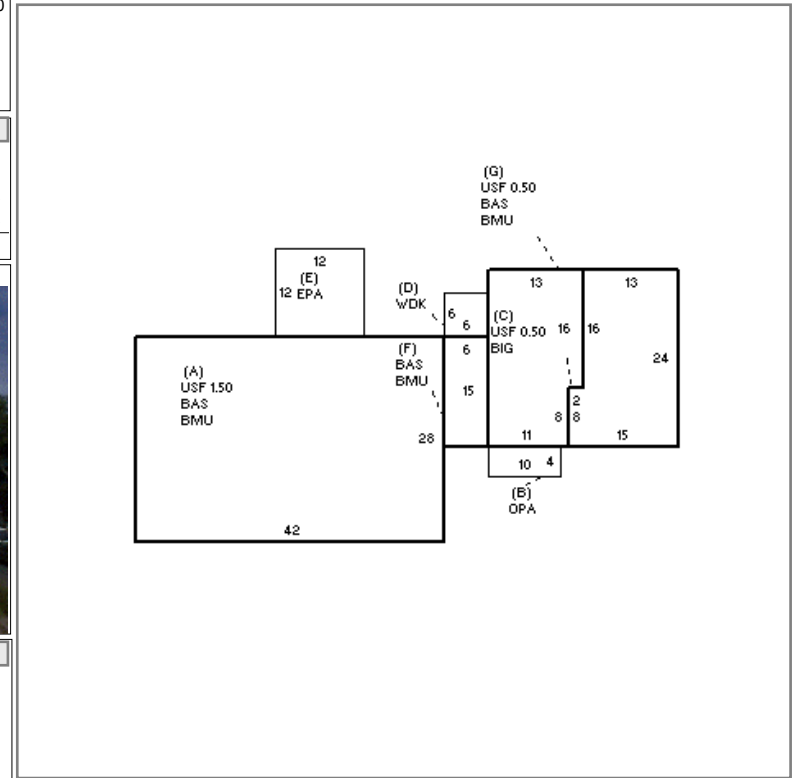 (G)
USF 0.50
BAS
BMU
12
12 (E)
EPA
(D)
WDK
6
6
13
13
(C)
USF 0.50
BIG
16
16
24
(F)
BAS
BMU
6
15
28
(A)
USF 1.50
BAS
BMU
2
8
8
11
15
10
4
(B)
OPA
42